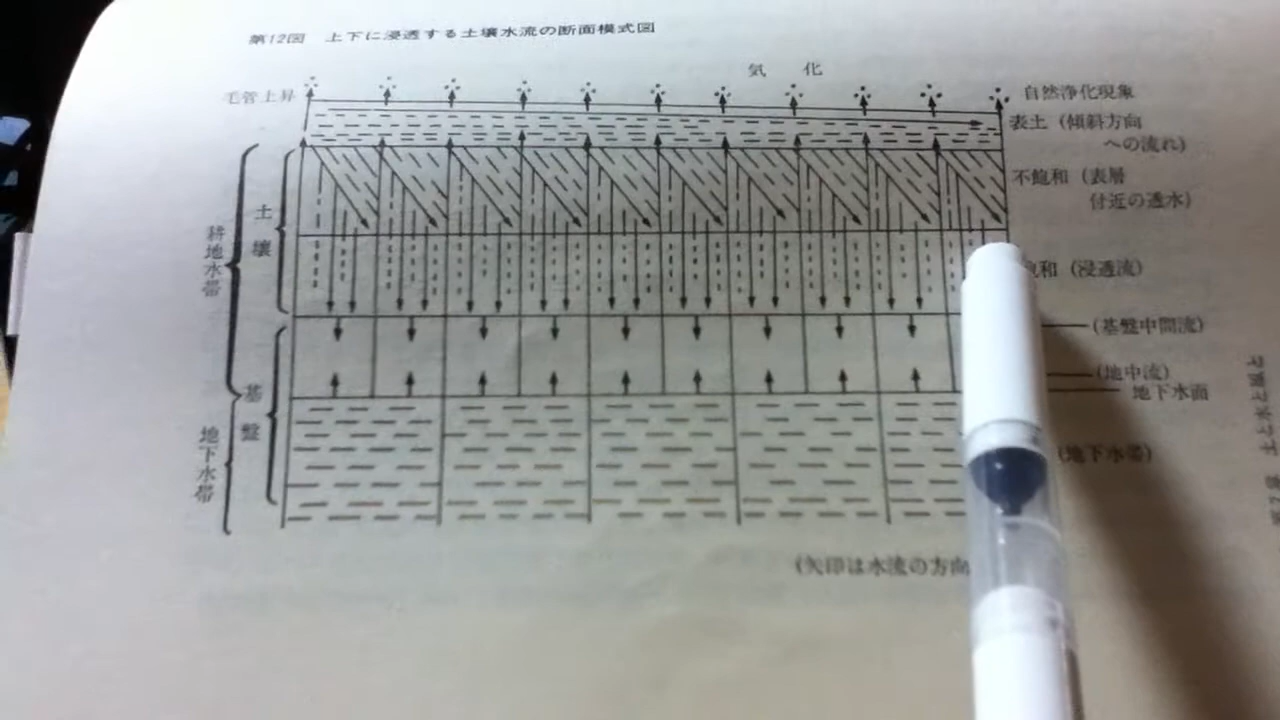 第12図　上下に浸透する土壌水流の断面模式図
気　化
毛管上昇
自然浄化現象
表土（傾斜方向
への流れ）
不飽和（表層
付近の透水）
土壌
耕地水帯
和（浸透流）
（基盤中間流）
（地中流）
地下水面
基盤
地下水帯
（地下水帯）
（矢印は水流の方向